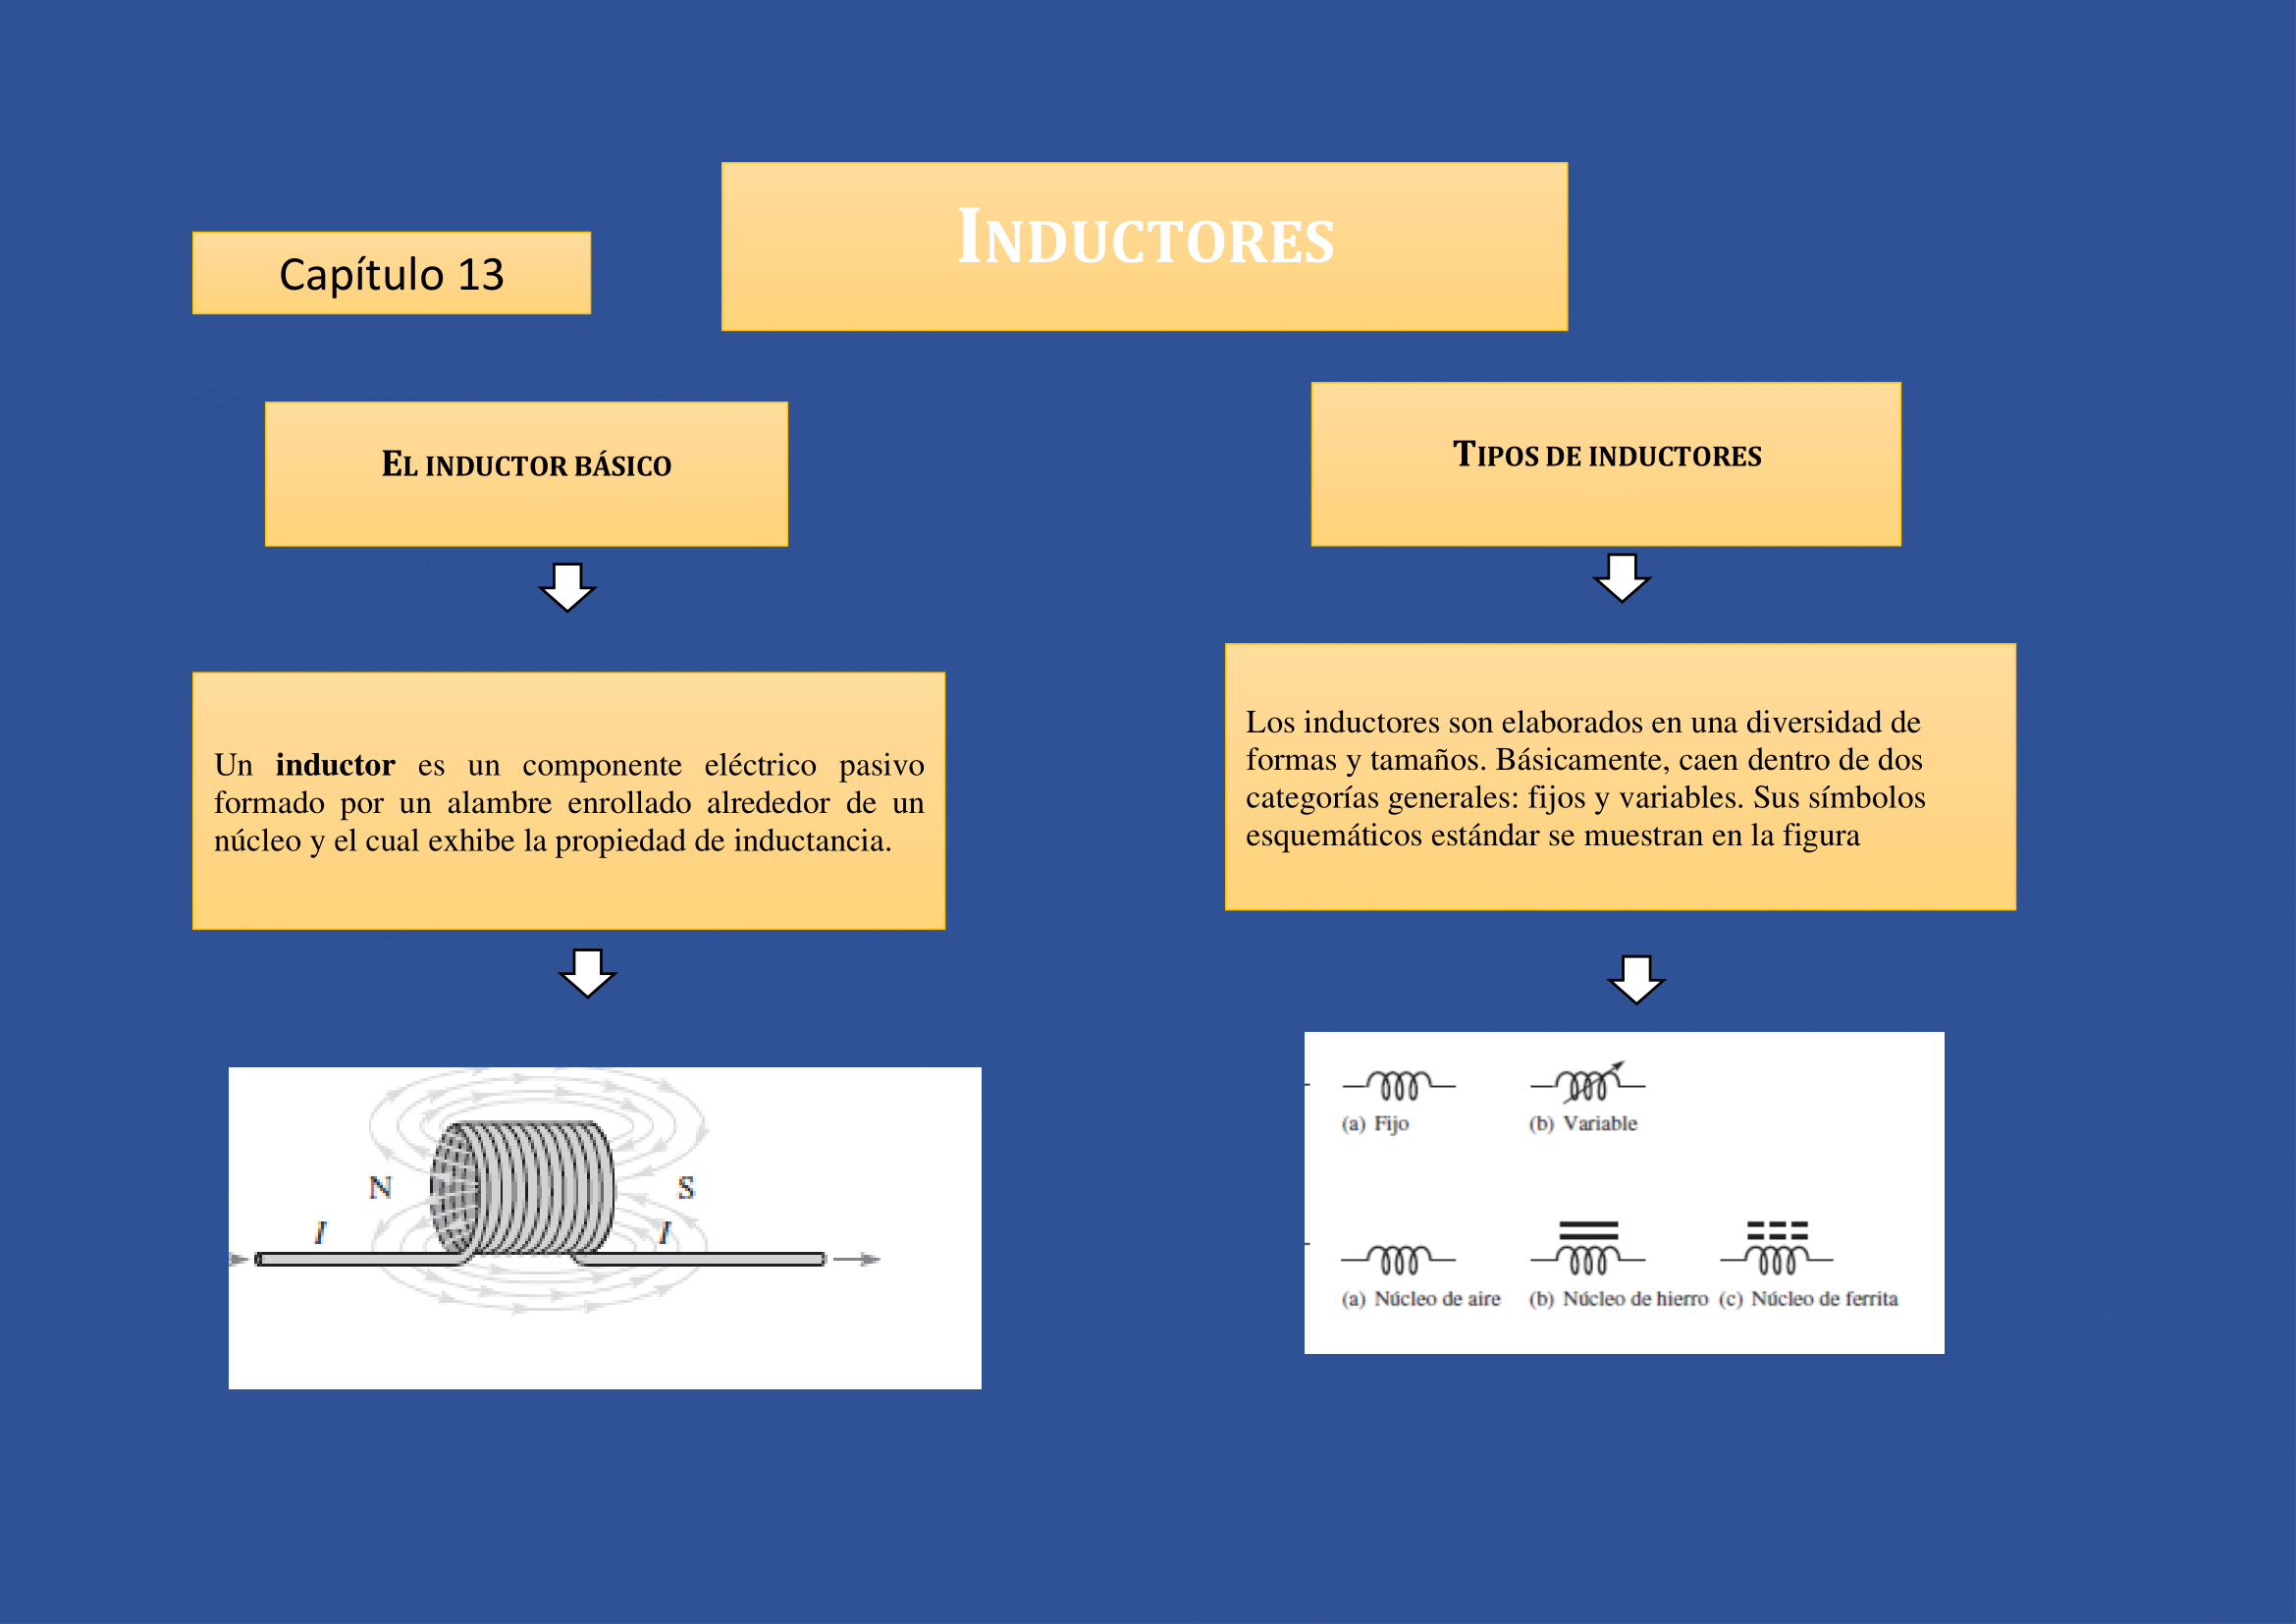 INDUCTORES
Capítulo 13
EL INDUCTOR BÁSICO
Un inductor es un componente eléctrico pasivo
formado por un alambre enrollado alrededor de un
núcleo y el cual exhibe la propiedad de inductancia.
N
S
I
I
TIPOS DE INDUCTORES
Los inductores son elaborados en una diversidad de
formas y tamaños. Básicamente, caen dentro de dos
categorías generales: fijos y variables. Sus símbolos
esquemáticos estándar se muestran en la figura
(a) Fijo
(b) Variable
(a) Núcleo de aire
(b) Núcleo de hierro
(c) Núcleo de ferrita